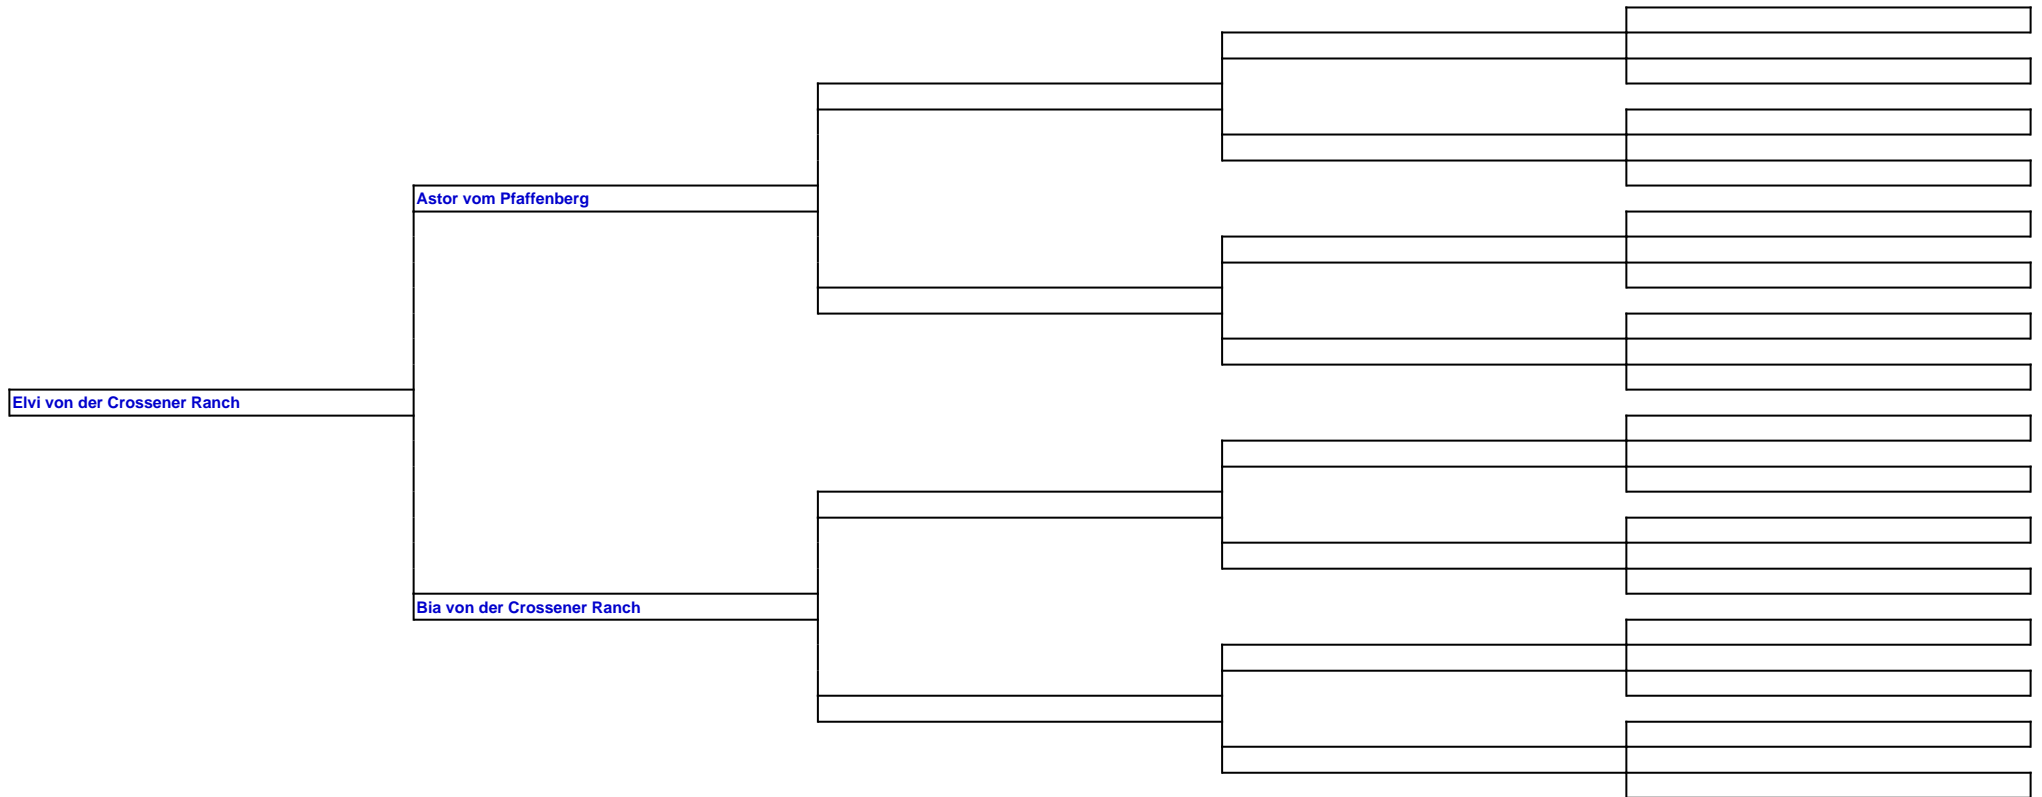 Astor vom Pfaffenberg
Elvi von der Crossener Ranch
Bia von der Crossener Ranch